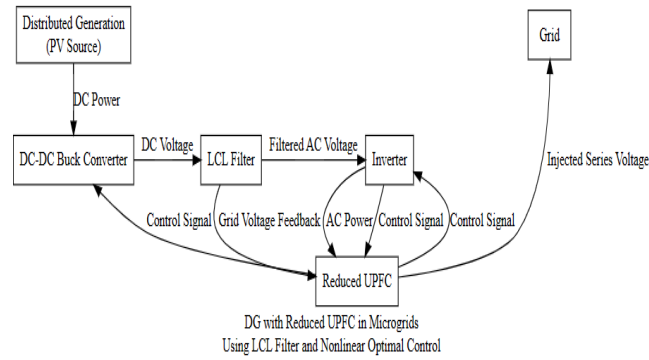 Distributed Generation
(PV Source)
Grid
DC Power
DC-DC Buck Converter
DC Voltage
LCL Filter
Filtered AC Voltage
Inverter
Injected Series Voltage
Control Signal
Grid Voltage Feedback
AC Power
Control Signal
Control Signal
Reduced UPFC
DG with Reduced UPFC in Microgrids
Using LCL Filter and Nonlinear Optimal Control